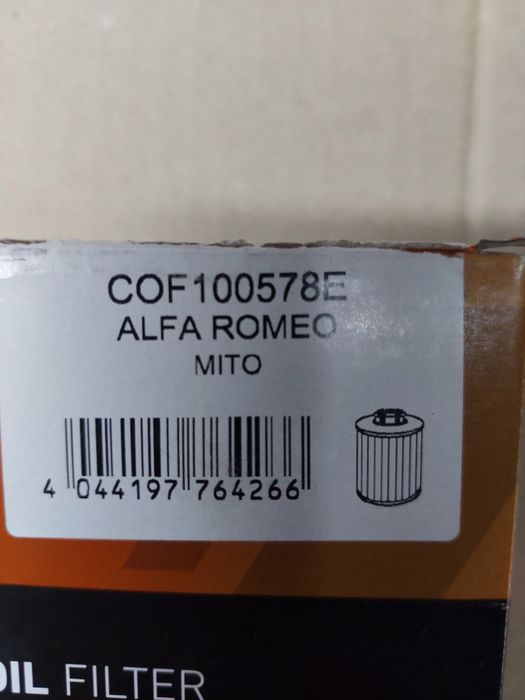 COF100578E
ALFA ROMEO
MITO
4 044197 764266
OIL FILTER